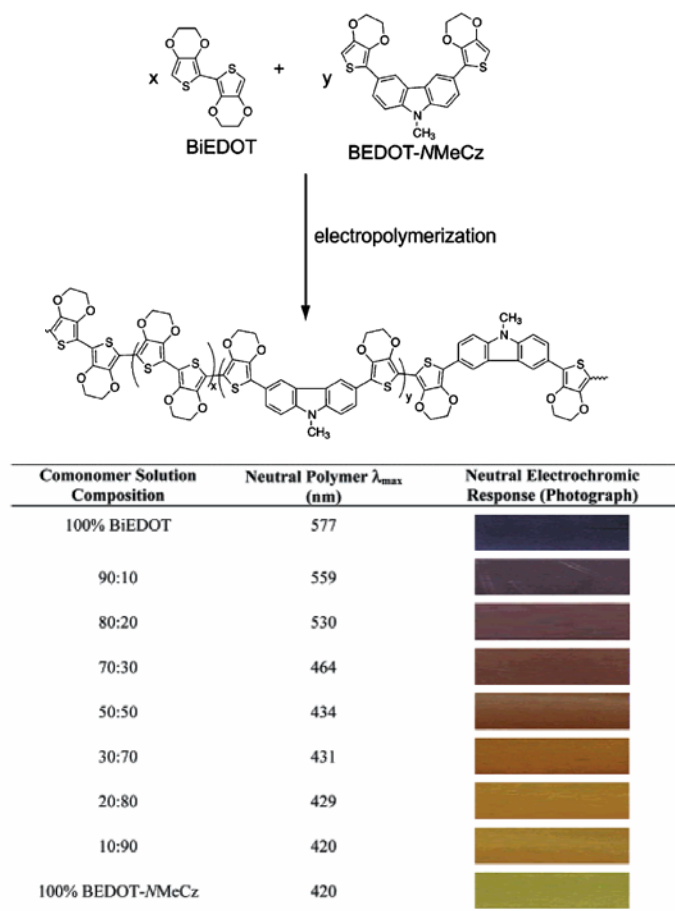 O O O O
O O
x S S + y S S
O O N
CH3
BiEDOT BEDOT-NMeCz
electropolymerization
CH3
O O O O O O O O N
S S S S S S S S
x y
O O O O N O O O O
CH3
Comonomer Solution Composition Neutral Polymer λmax (nm) Neutral Electrochromic Response (Photograph)
100% BiEDOT 577
90:10 559
80:20 530
70:30 464
50:50 434
30:70 431
20:80 429
10:90 420
100% BEDOT-NMeCz 420